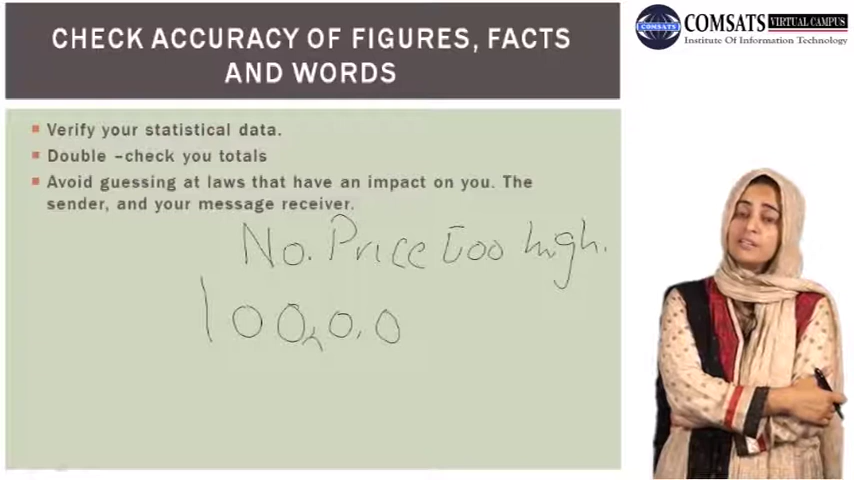 CHECK ACCURACY OF FIGURES, FACTS
AND WORDS
COMSATS VIRTUAL CAMPUS
Institute Of Information Technology
COMSATS
Verify your statistical data.
Double –check you totals
Avoid guessing at laws that have an impact on you. The
sender, and your message receiver.
No. Price Too high.
100,0.0